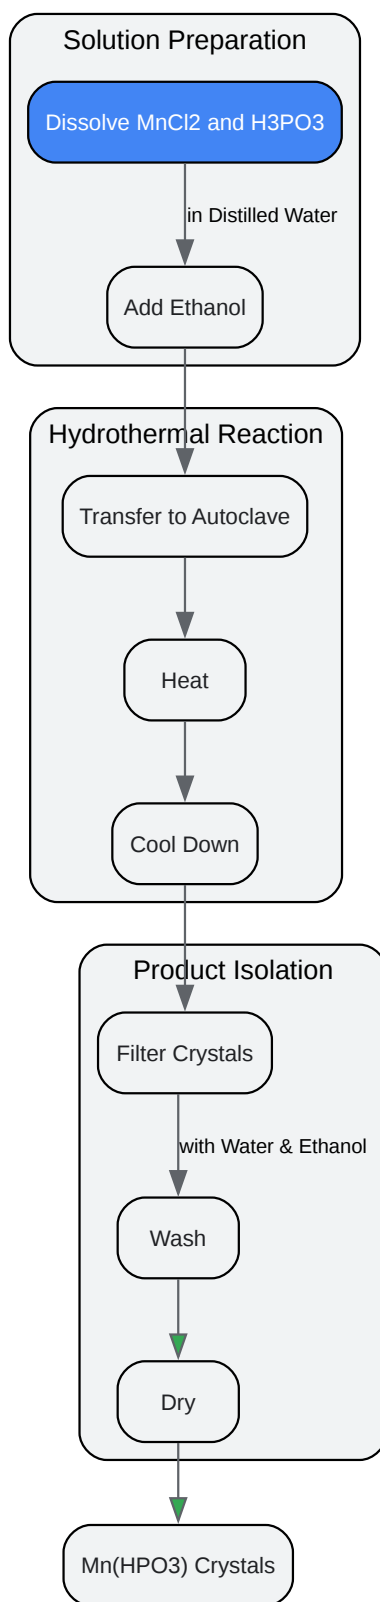 Solution Preparation
Dissolve MnCl2 and H3PO3
in Distilled Water
Add Ethanol
Hydrothermal Reaction
Transfer to Autoclave
Heat
Cool Down
Product Isolation
Filter Crystals
with Water & Ethanol
Wash
Dry
Mn(HPO3) Crystals